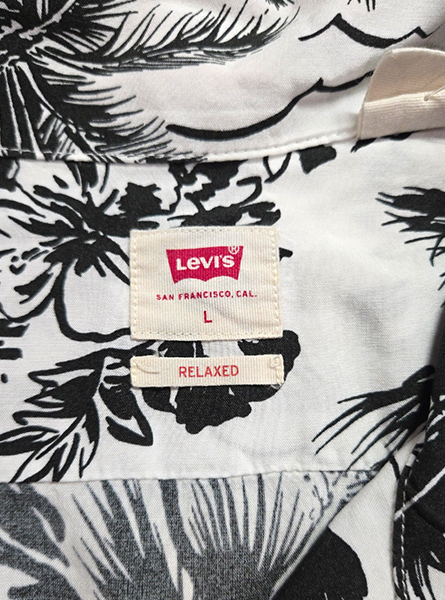 Levi's®
SAN FRANCISCO, CAL.
L
RELAXED